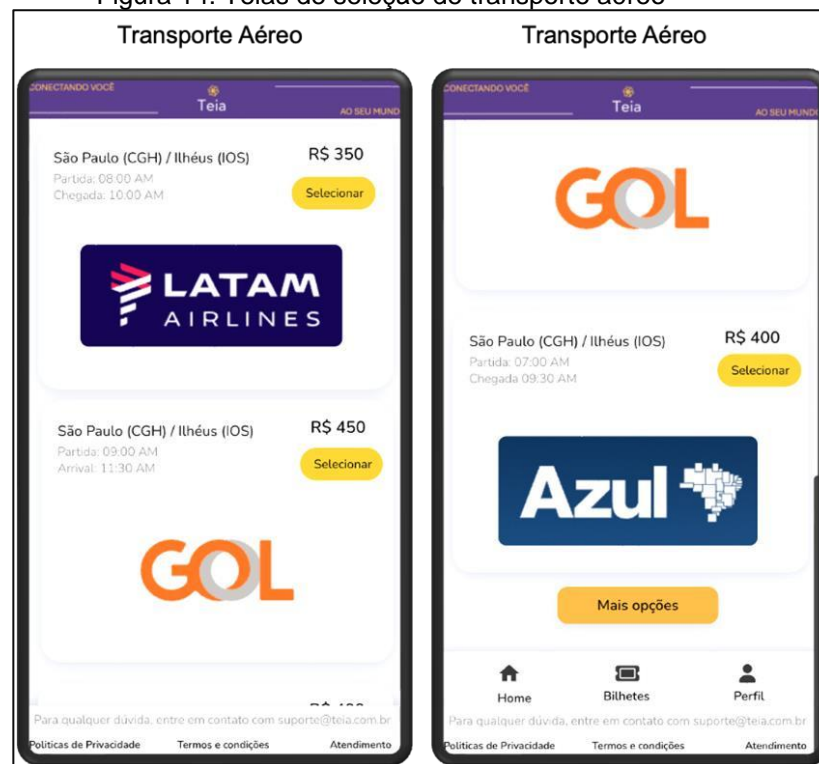 Figura 14: Telas de seleção de transporte aéreo
Transporte Aéreo
CONECTANDO VOCÊ
Teia
AO SEU MUND
São Paulo (CGH) / Ilhéus (IOS)
R$ 350
Partida: 08:00 AM
Chegada: 10:00 AM
Selecionar
LATAM
AIRLINES
São Paulo (CGH) / Ilhéus (IOS)
R$ 450
Partida: 09:00 AM
Arrival: 11:30 AM
Selecionar
GOL
Para qualquer dúvida, entre em contato com suporte@teia.com.br
Políticas de Privacidade
Termos e condições
Atendimento
Transporte Aéreo
CONECTANDO VOCÊ
Teia
AO SEU MUND
GOL
São Paulo (CGH) / Ilhéus (IOS)
R$ 400
Partida: 07:00 AM
Chegada 09:30 AM
Selecionar
Azul
Mais opções
Home
Bilhetes
Perfil
Para qualquer dúvida, entre em contato com suporte@teia.com.br
Políticas de Privacidade
Termos e condições
Atendimento